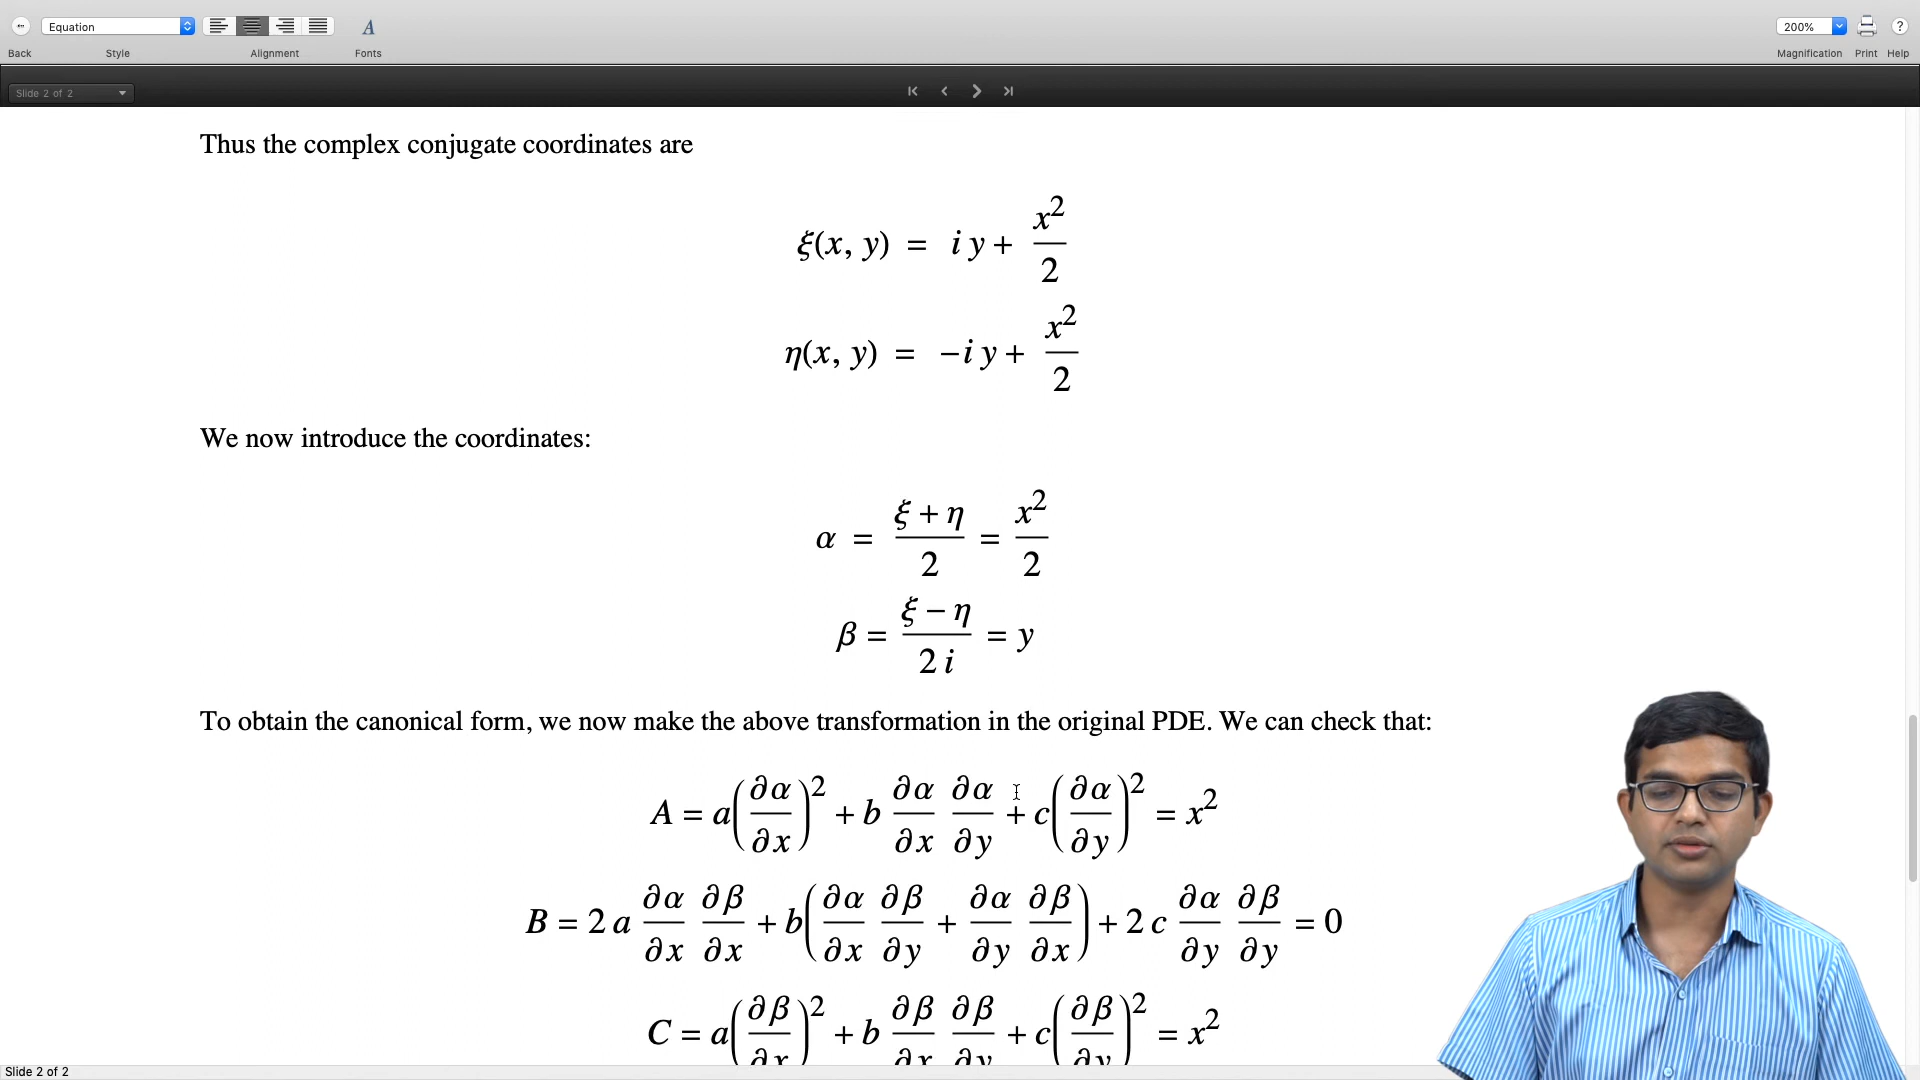 Equation
200%
Back
Style
Alignment
Fonts
Magnification
Print
Help
Slide 2 of 2
Thus the complex conjugate coordinates are
ξ(x, y) = i y + x²/2
η(x, y) = −i y + x²/2
We now introduce the coordinates:
α = (ξ + η)/2 = x²/2
β = (ξ − η)/(2 i) = y
To obtain the canonical form, we now make the above transformation in the original PDE. We can check that:
A = a(∂α/∂x)² + b ∂α/∂x ∂α/∂y + c(∂α/∂y)² = x²
B = 2 a ∂α/∂x ∂β/∂x + b(∂α/∂x ∂β/∂y + ∂α/∂y ∂β/∂x) + 2 c ∂α/∂y ∂β/∂y = 0
C = a(∂β/∂x)² + b ∂β/∂x ∂β/∂y + c(∂β/∂y)² = x²
Slide 2 of 2